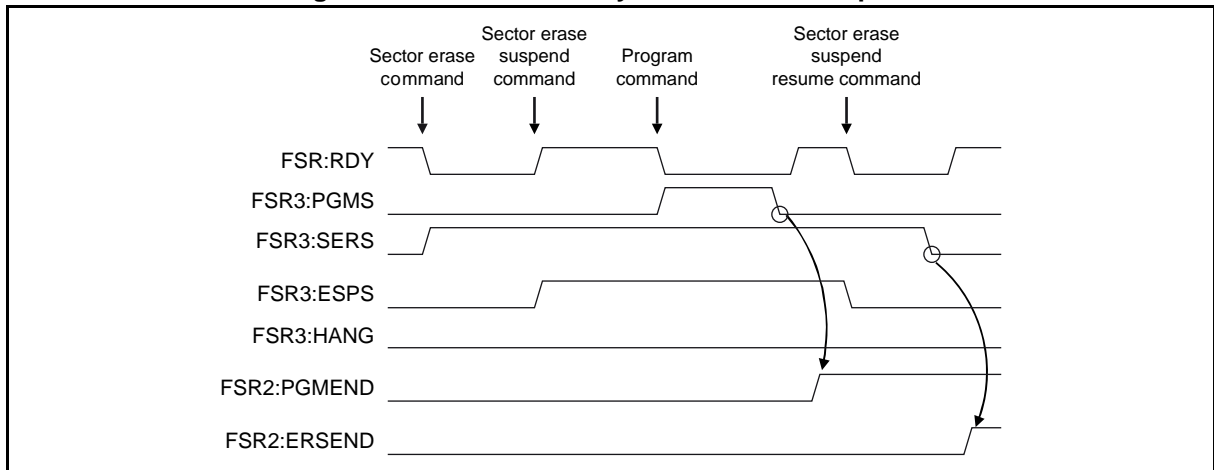 Sector erase
command
Sector erase
suspend
command
Program
command
Sector erase
suspend
resume command
FSR:RDY
FSR3:PGMS
FSR3:SERS
FSR3:ESPS
FSR3:HANG
FSR2:PGMEND
FSR2:ERSEND